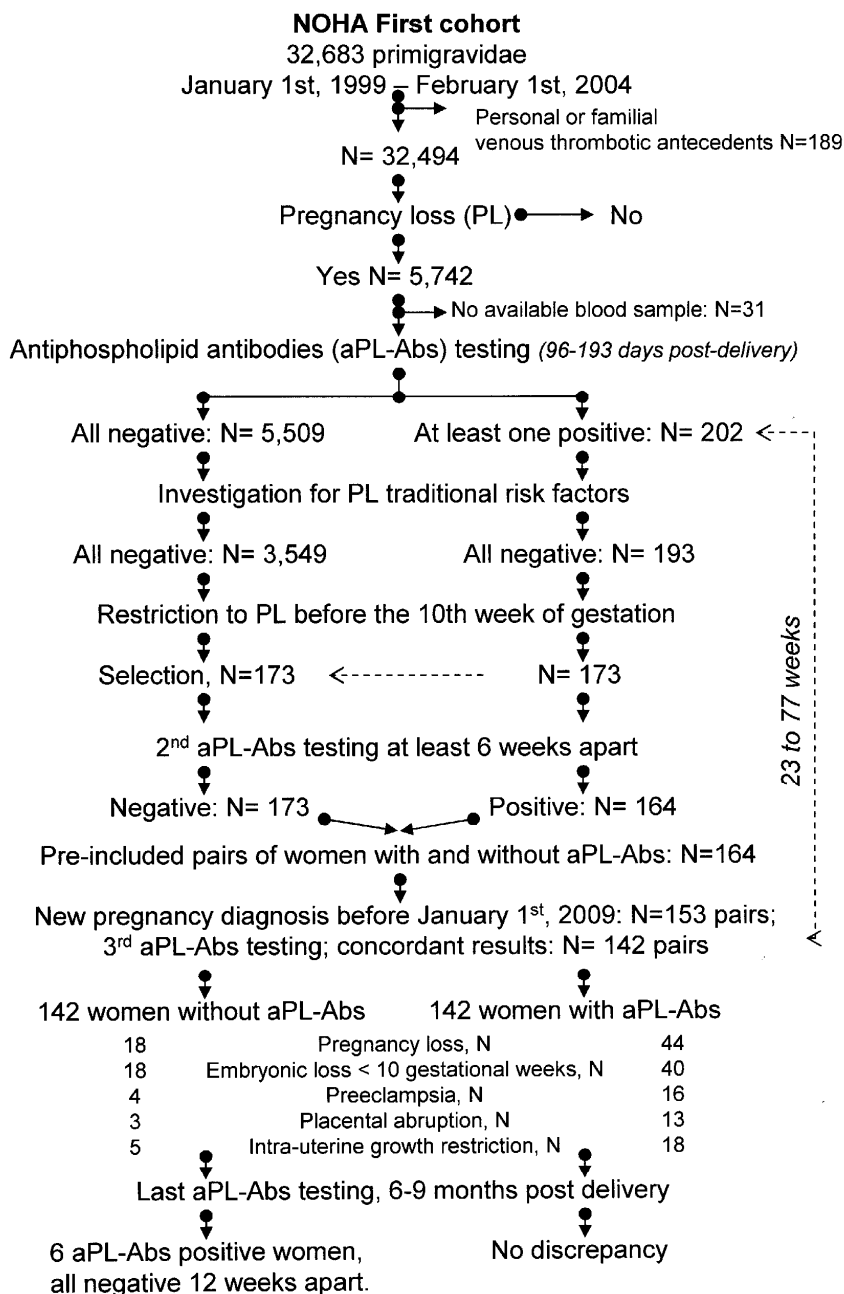 NOHA First cohort
32,683 primigravidae
January 1st, 1999 – February 1st, 2004
Personal or familial
venous thrombotic antecedents N=189
N= 32,494
Pregnancy loss (PL) No
Yes N= 5,742
No available blood sample: N=31
Antiphospholipid antibodies (aPL-Abs) testing (96-193 days post-delivery)
All negative: N= 5,509 At least one positive: N= 202
Investigation for PL traditional risk factors
All negative: N= 3,549 All negative: N= 193
Restriction to PL before the 10th week of gestation
Selection, N=173 N= 173
2nd aPL-Abs testing at least 6 weeks apart
Negative: N= 173 Positive: N= 164
Pre-included pairs of women with and without aPL-Abs: N=164
New pregnancy diagnosis before January 1st, 2009: N=153 pairs;
3rd aPL-Abs testing; concordant results: N= 142 pairs
23 to 77 weeks
142 women without aPL-Abs 142 women with aPL-Abs
18 Pregnancy loss, N 44
18 Embryonic loss < 10 gestational weeks, N 40
4 Preeclampsia, N 16
3 Placental abruption, N 13
5 Intra-uterine growth restriction, N 18
Last aPL-Abs testing, 6-9 months post delivery
6 aPL-Abs positive women, No discrepancy
all negative 12 weeks apart.